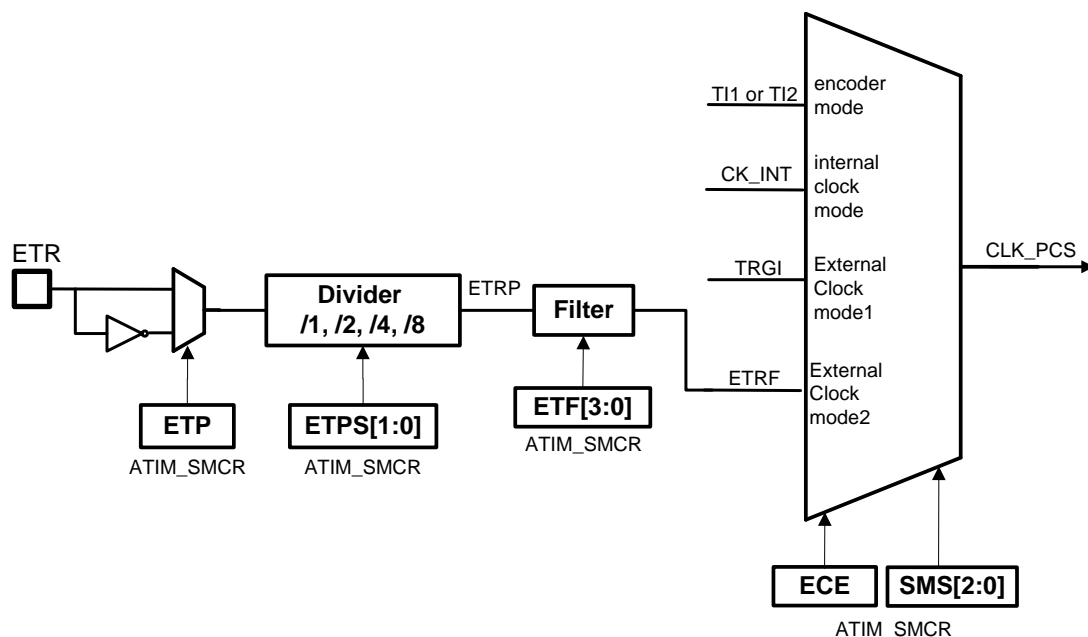 TI1 or TI2
encoder
mode
CK_INT
internal
clock
mode
ETR
TRGI
External
Clock
mode1
CLK_PCS
Divider
/1, /2, /4, /8
ETRP
Filter
ETRF
External
Clock
mode2
ETP
ETPS[1:0]
ETF[3:0]
ATIM_SMCR
ATIM_SMCR
ATIM_SMCR
ECE
SMS[2:0]
ATIM_SMCR